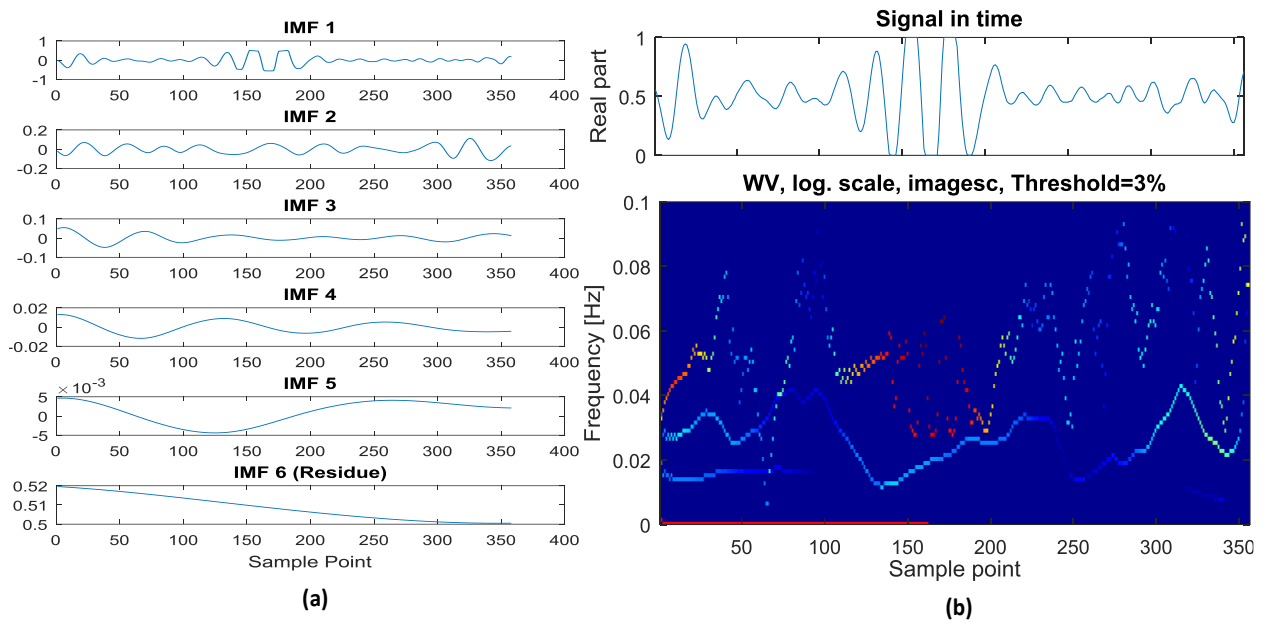 IMF 1
1
0
-1
0 50 100 150 200 250 300 350 400
IMF 2
0.2
0
-0.2
0 50 100 150 200 250 300 350 400
IMF 3
0.1
0
-0.1
0 50 100 150 200 250 300 350 400
IMF 4
0.02
0
-0.02
0 50 100 150 200 250 300 350 400
× 10⁻³ IMF 5
5
0
-5
0 50 100 150 200 250 300 350 400
IMF 6 (Residue)
0.52
0.51
0.5
0 50 100 150 200 250 300 350 400
Sample Point
(a)
Signal in time
Real part
1
0.5
0
WV, log. scale, imagesc, Threshold=3%
Frequency [Hz]
0.1
0.08
0.06
0.04
0.02
0
50 100 150 200 250 300 350
Sample point
(b)